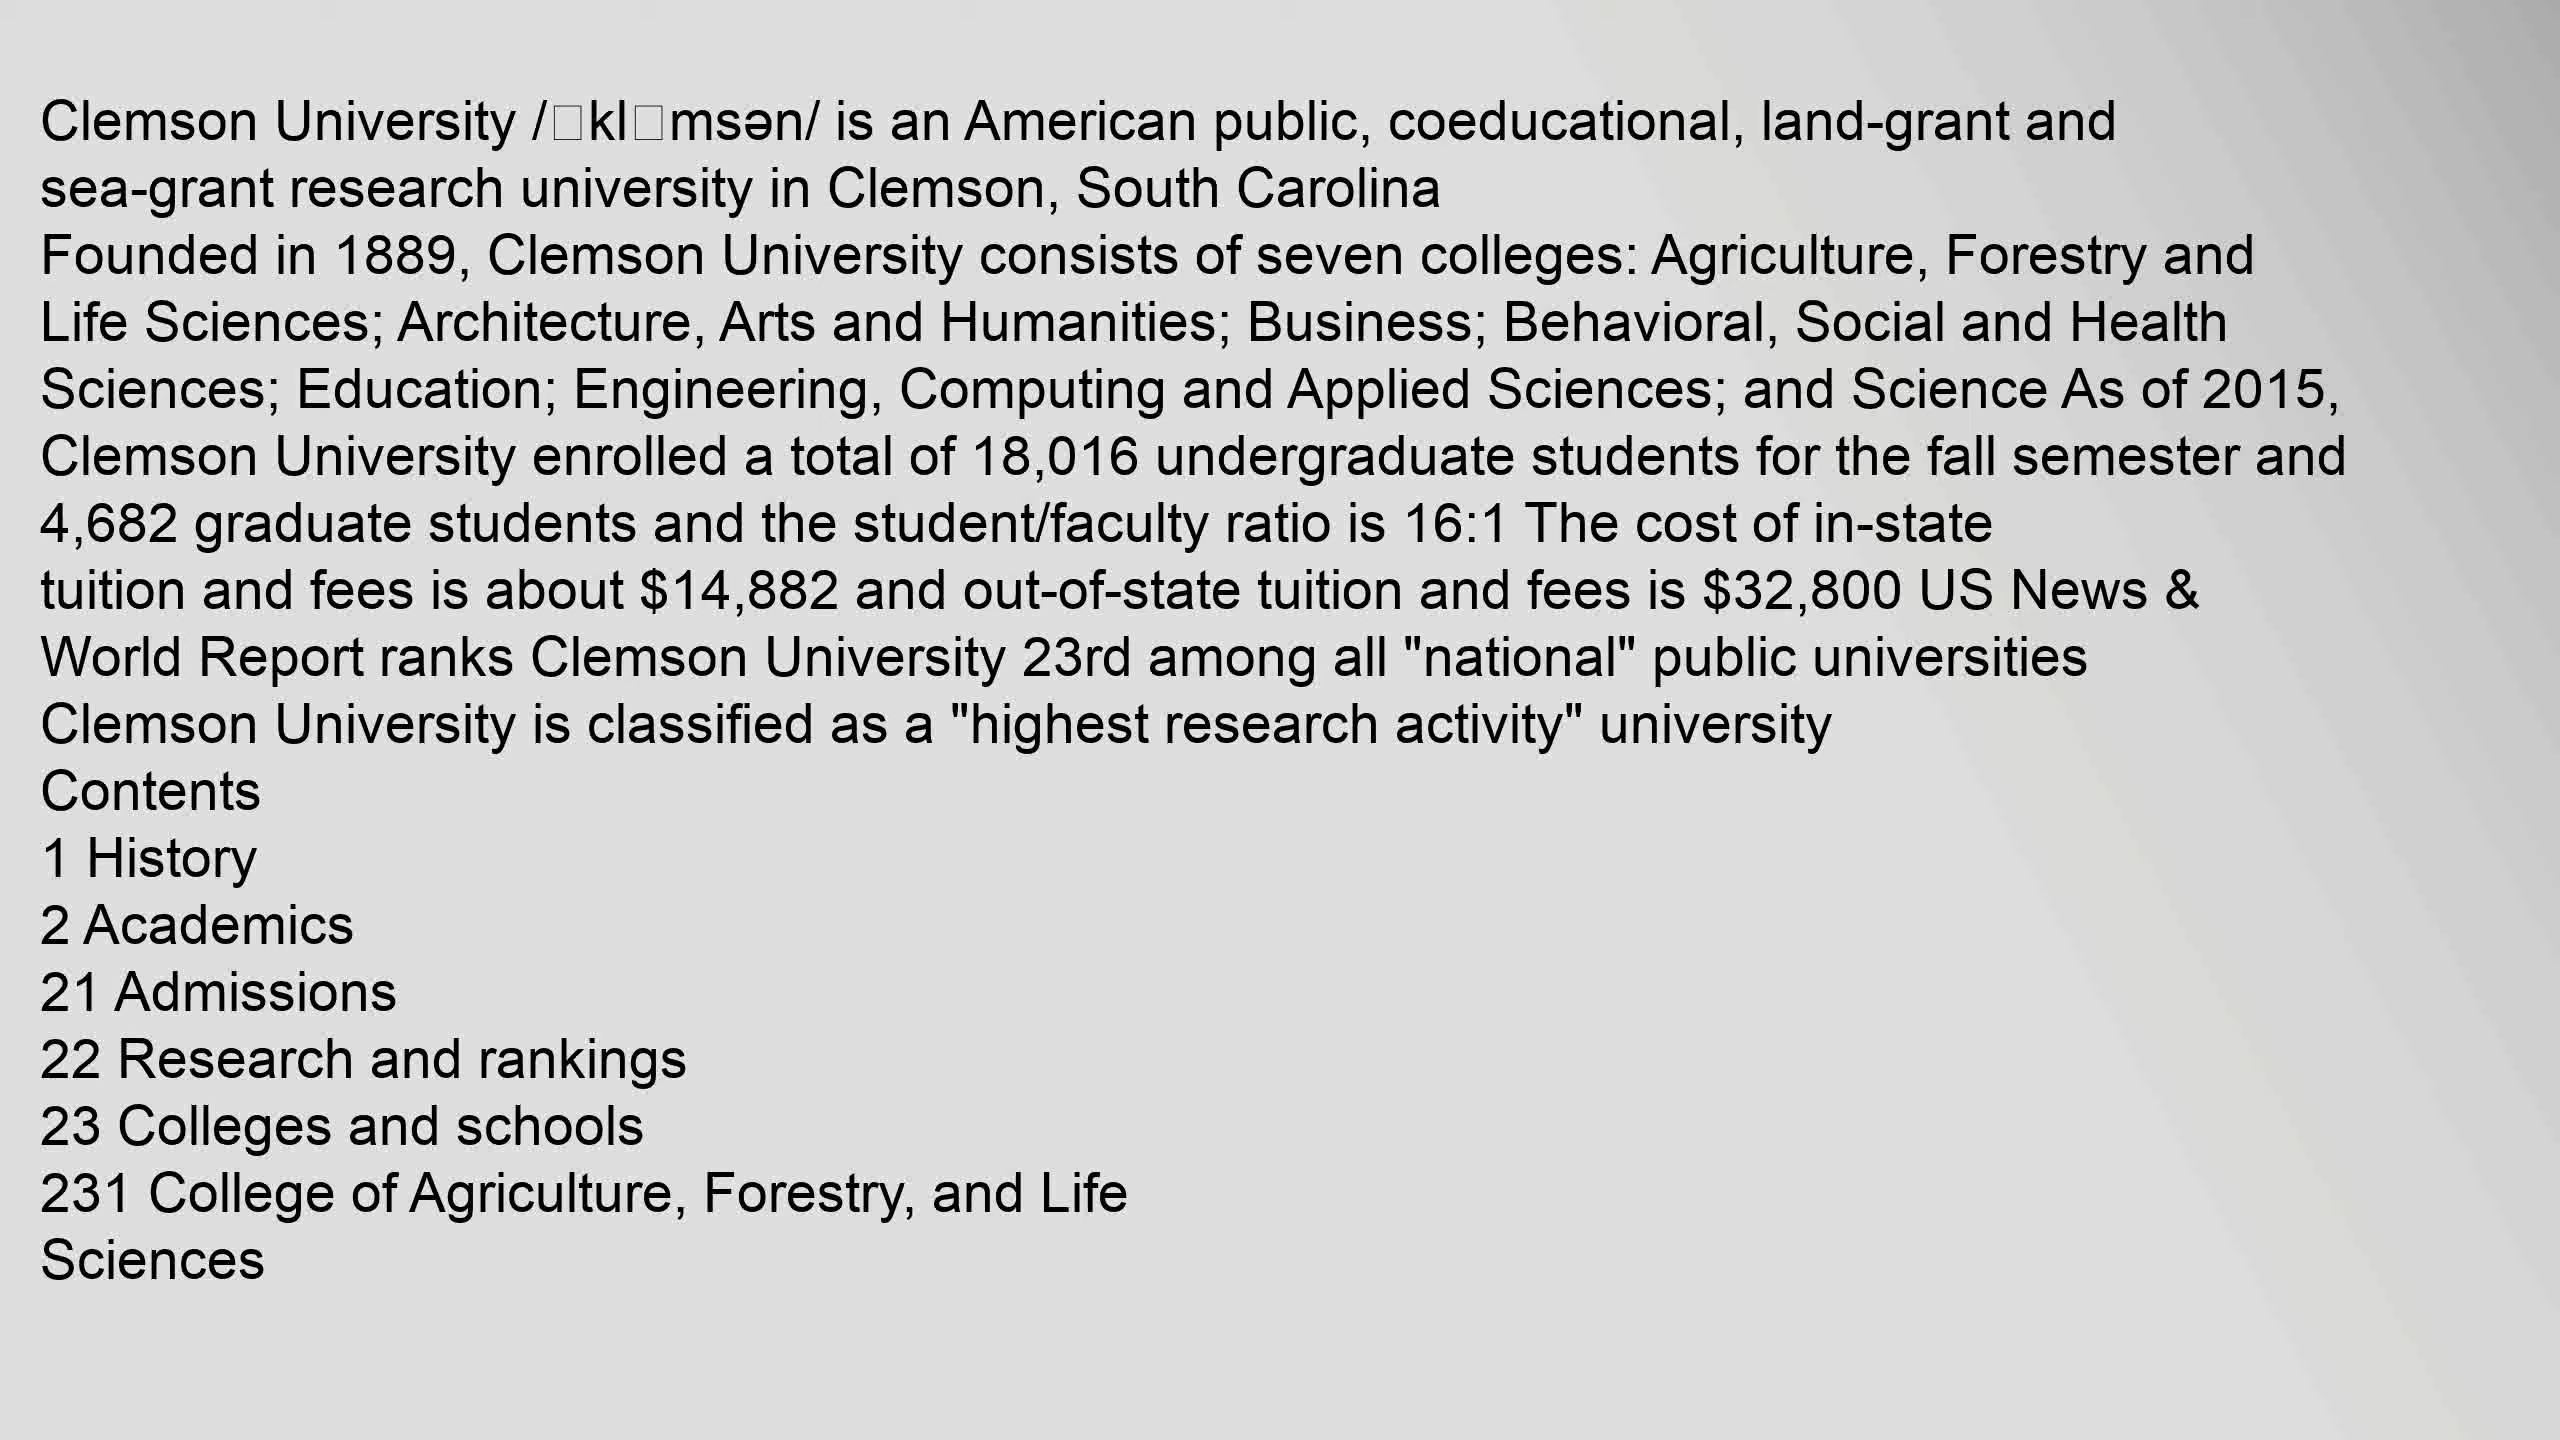 Clemson University /□kl□msən/ is an American public, coeducational, land-grant and
sea-grant research university in Clemson, South Carolina
Founded in 1889, Clemson University consists of seven colleges: Agriculture, Forestry and
Life Sciences; Architecture, Arts and Humanities; Business; Behavioral, Social and Health
Sciences; Education; Engineering, Computing and Applied Sciences; and Science As of 2015,
Clemson University enrolled a total of 18,016 undergraduate students for the fall semester and
4,682 graduate students and the student/faculty ratio is 16:1 The cost of in-state
tuition and fees is about $14,882 and out-of-state tuition and fees is $32,800 US News &
World Report ranks Clemson University 23rd among all "national" public universities
Clemson University is classified as a "highest research activity" university
Contents
1 History
2 Academics
21 Admissions
22 Research and rankings
23 Colleges and schools
231 College of Agriculture, Forestry, and Life
Sciences